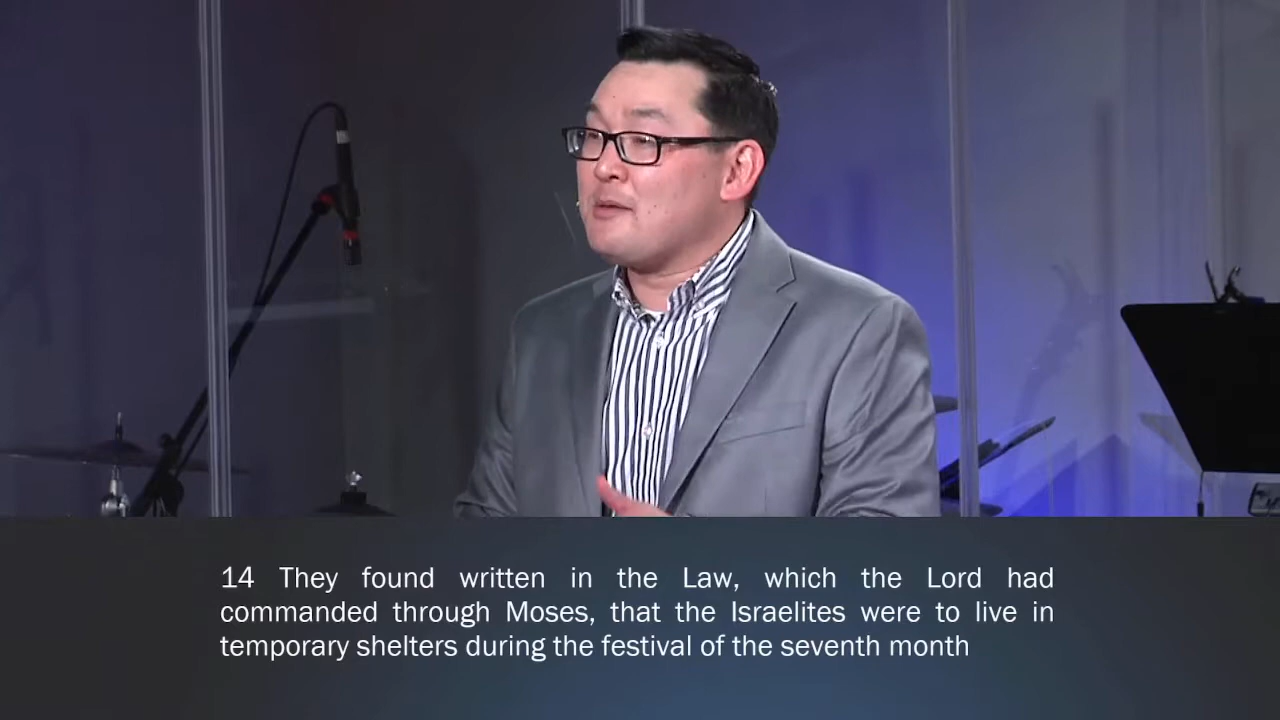 14 They found written in the Law, which the Lord had
commanded through Moses, that the Israelites were to live in
temporary shelters during the festival of the seventh month